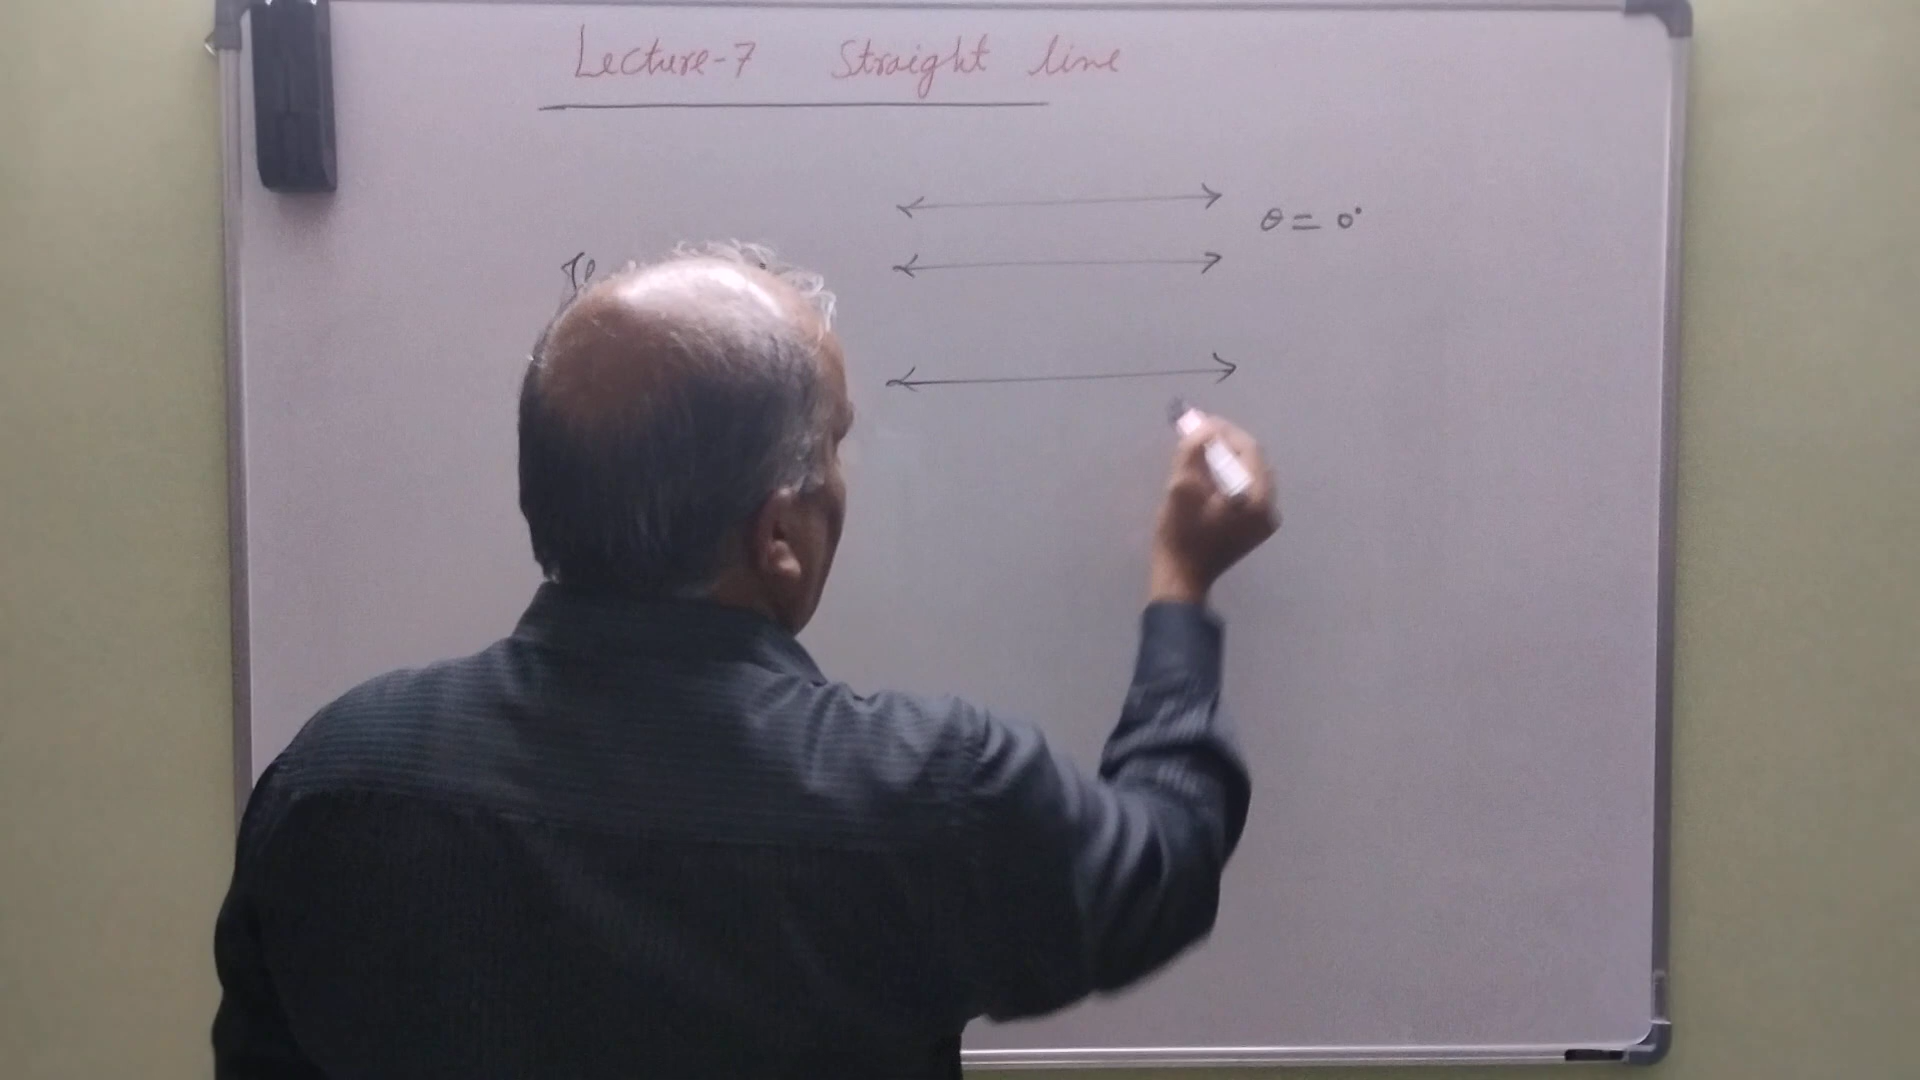 Lecture-7 Straight line
θ = 0°